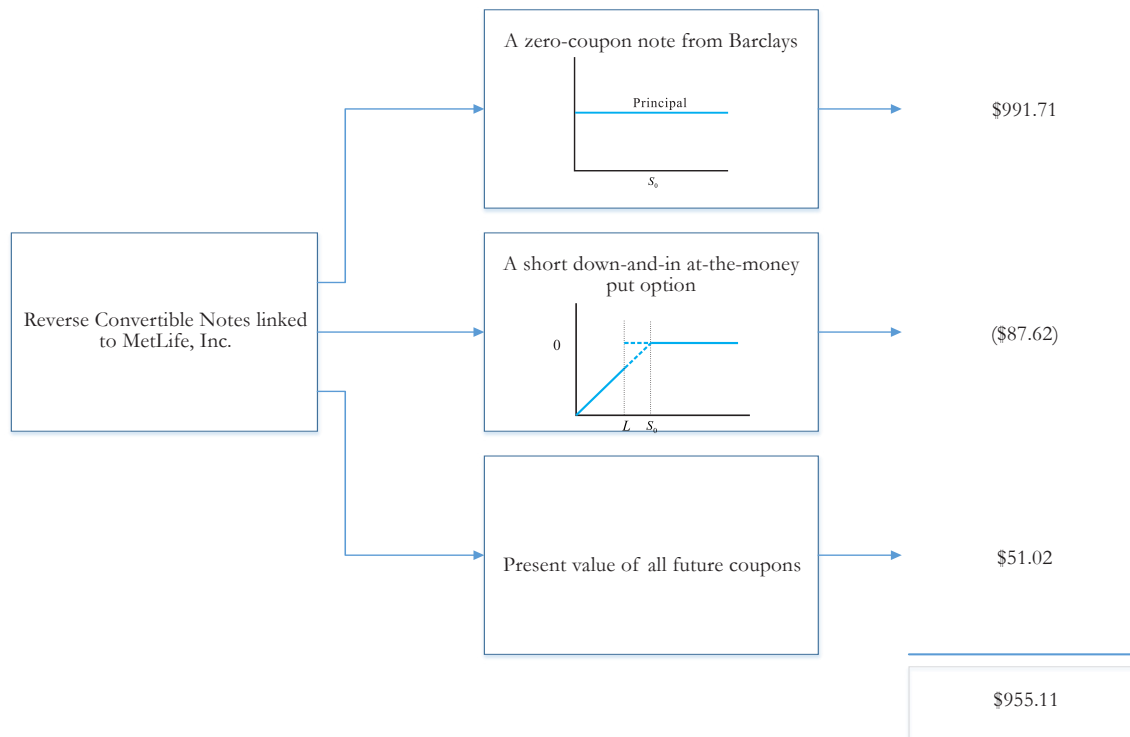 A zero-coupon note from Barclays
Principal
S₀
$991.71
Reverse Convertible Notes linked
to MetLife, Inc.
A short down-and-in at-the-money
put option
0
L S₀
($87.62)
Present value of all future coupons
$51.02
$955.11